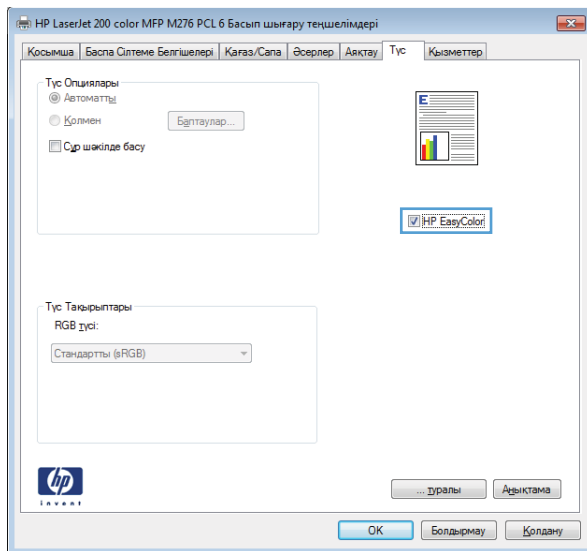 HP LaserJet 200 color MFP M276 PCL 6 Басып шығару теңшелімдері
Қосымша Баспа Сілтеме Белгішелері Қағаз/Сапа Әсерлер Аяқтау Түс Қызметтер
Түс Опциялары
Автоматты
Қолмен Баптаулар...
Сұр шәкілде басу
E
HP EasyColor
Түс Тақырыптары
RGB түсі:
Стандартты (sRGB)
hp
invent
... туралы Анықтама
OK Болдырмау Қолдану